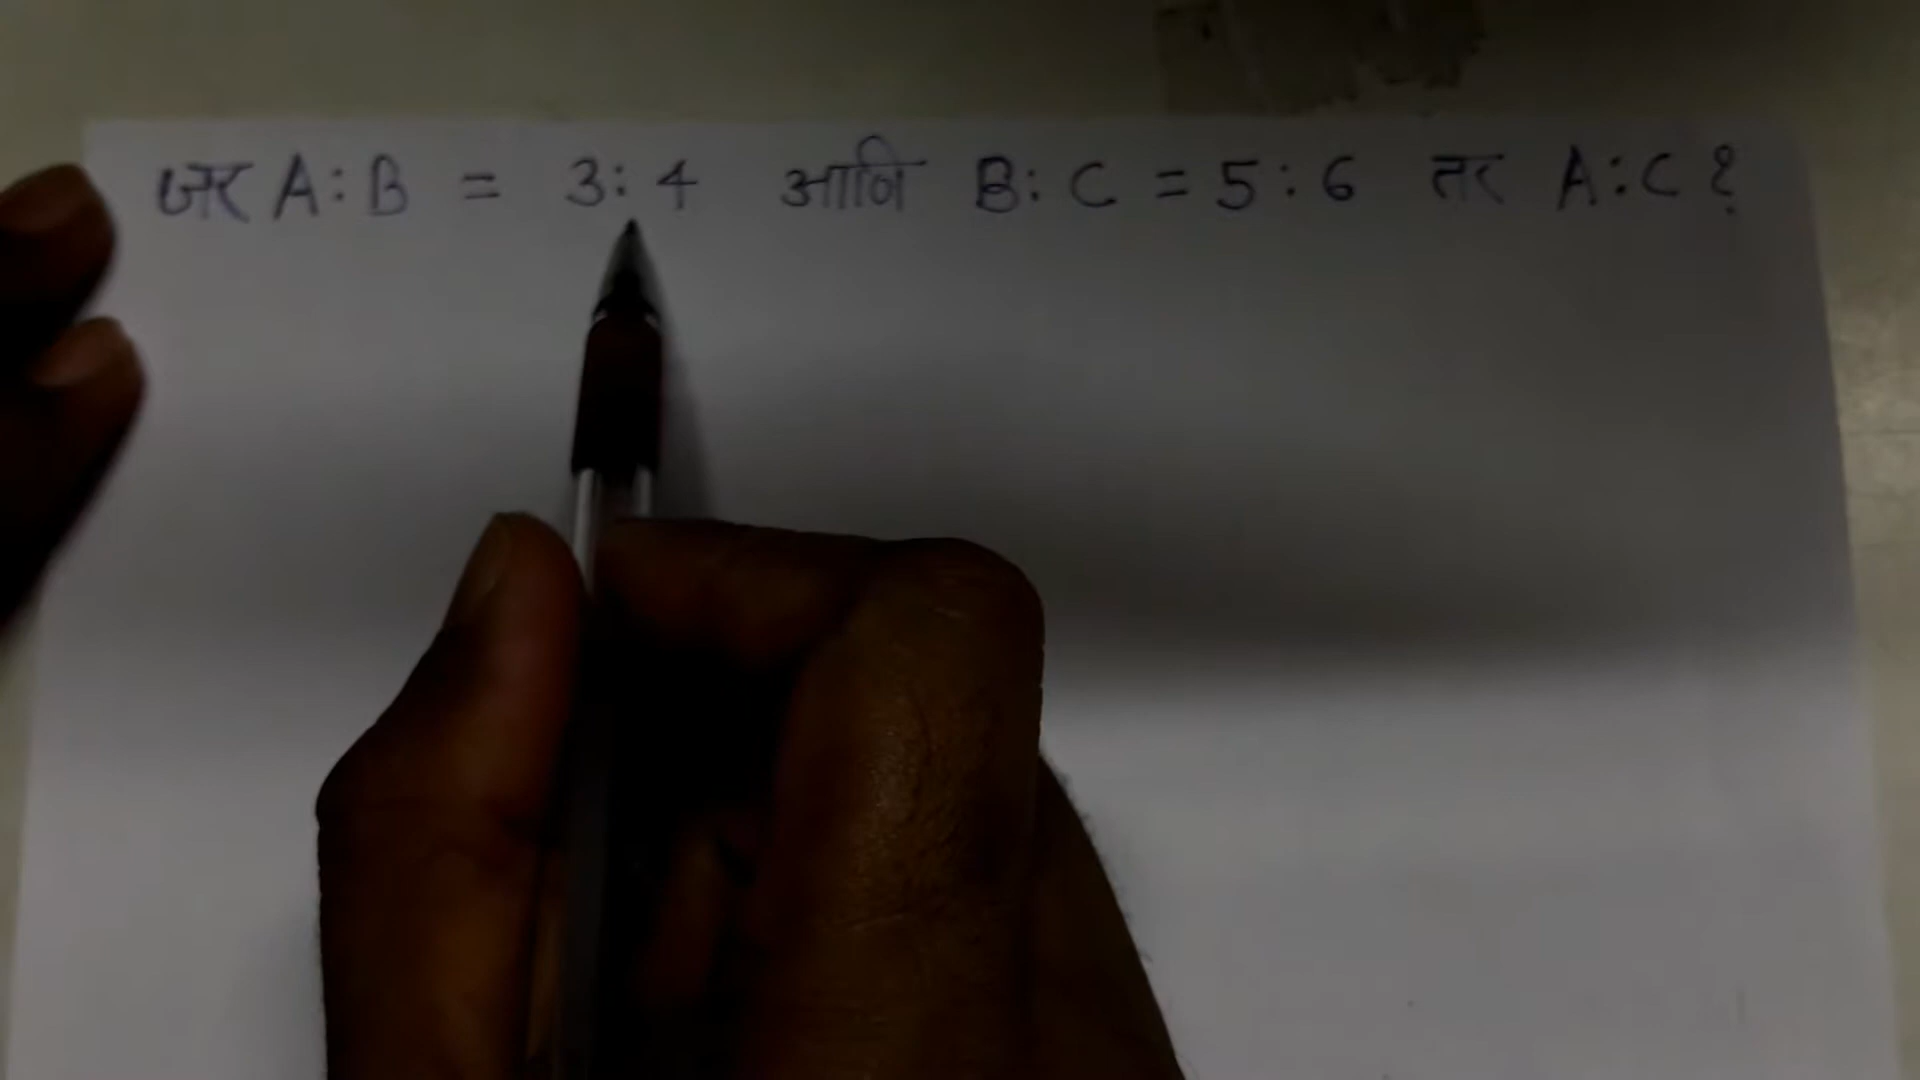 जर A:B = 3:4 आणि B:C = 5:6 तर A:C?